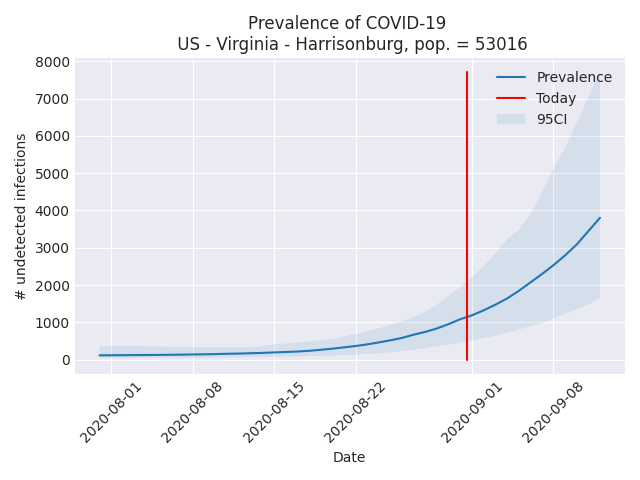 Prevalence of COVID-19
US - Virginia - Harrisonburg, pop. = 53016
Prevalence
Today
95CI
8000
7000
6000
5000
4000
3000
2000
1000
0
# undetected infections
2020-08-01
2020-08-08
2020-08-15
2020-08-22
2020-09-01
2020-09-08
Date